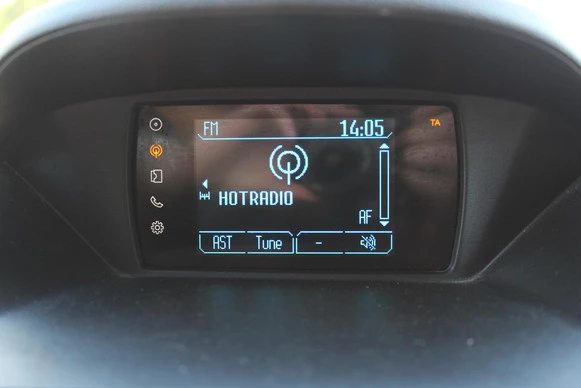 FM 14:05 TA
HOTRADIO
AF
AST Tune -